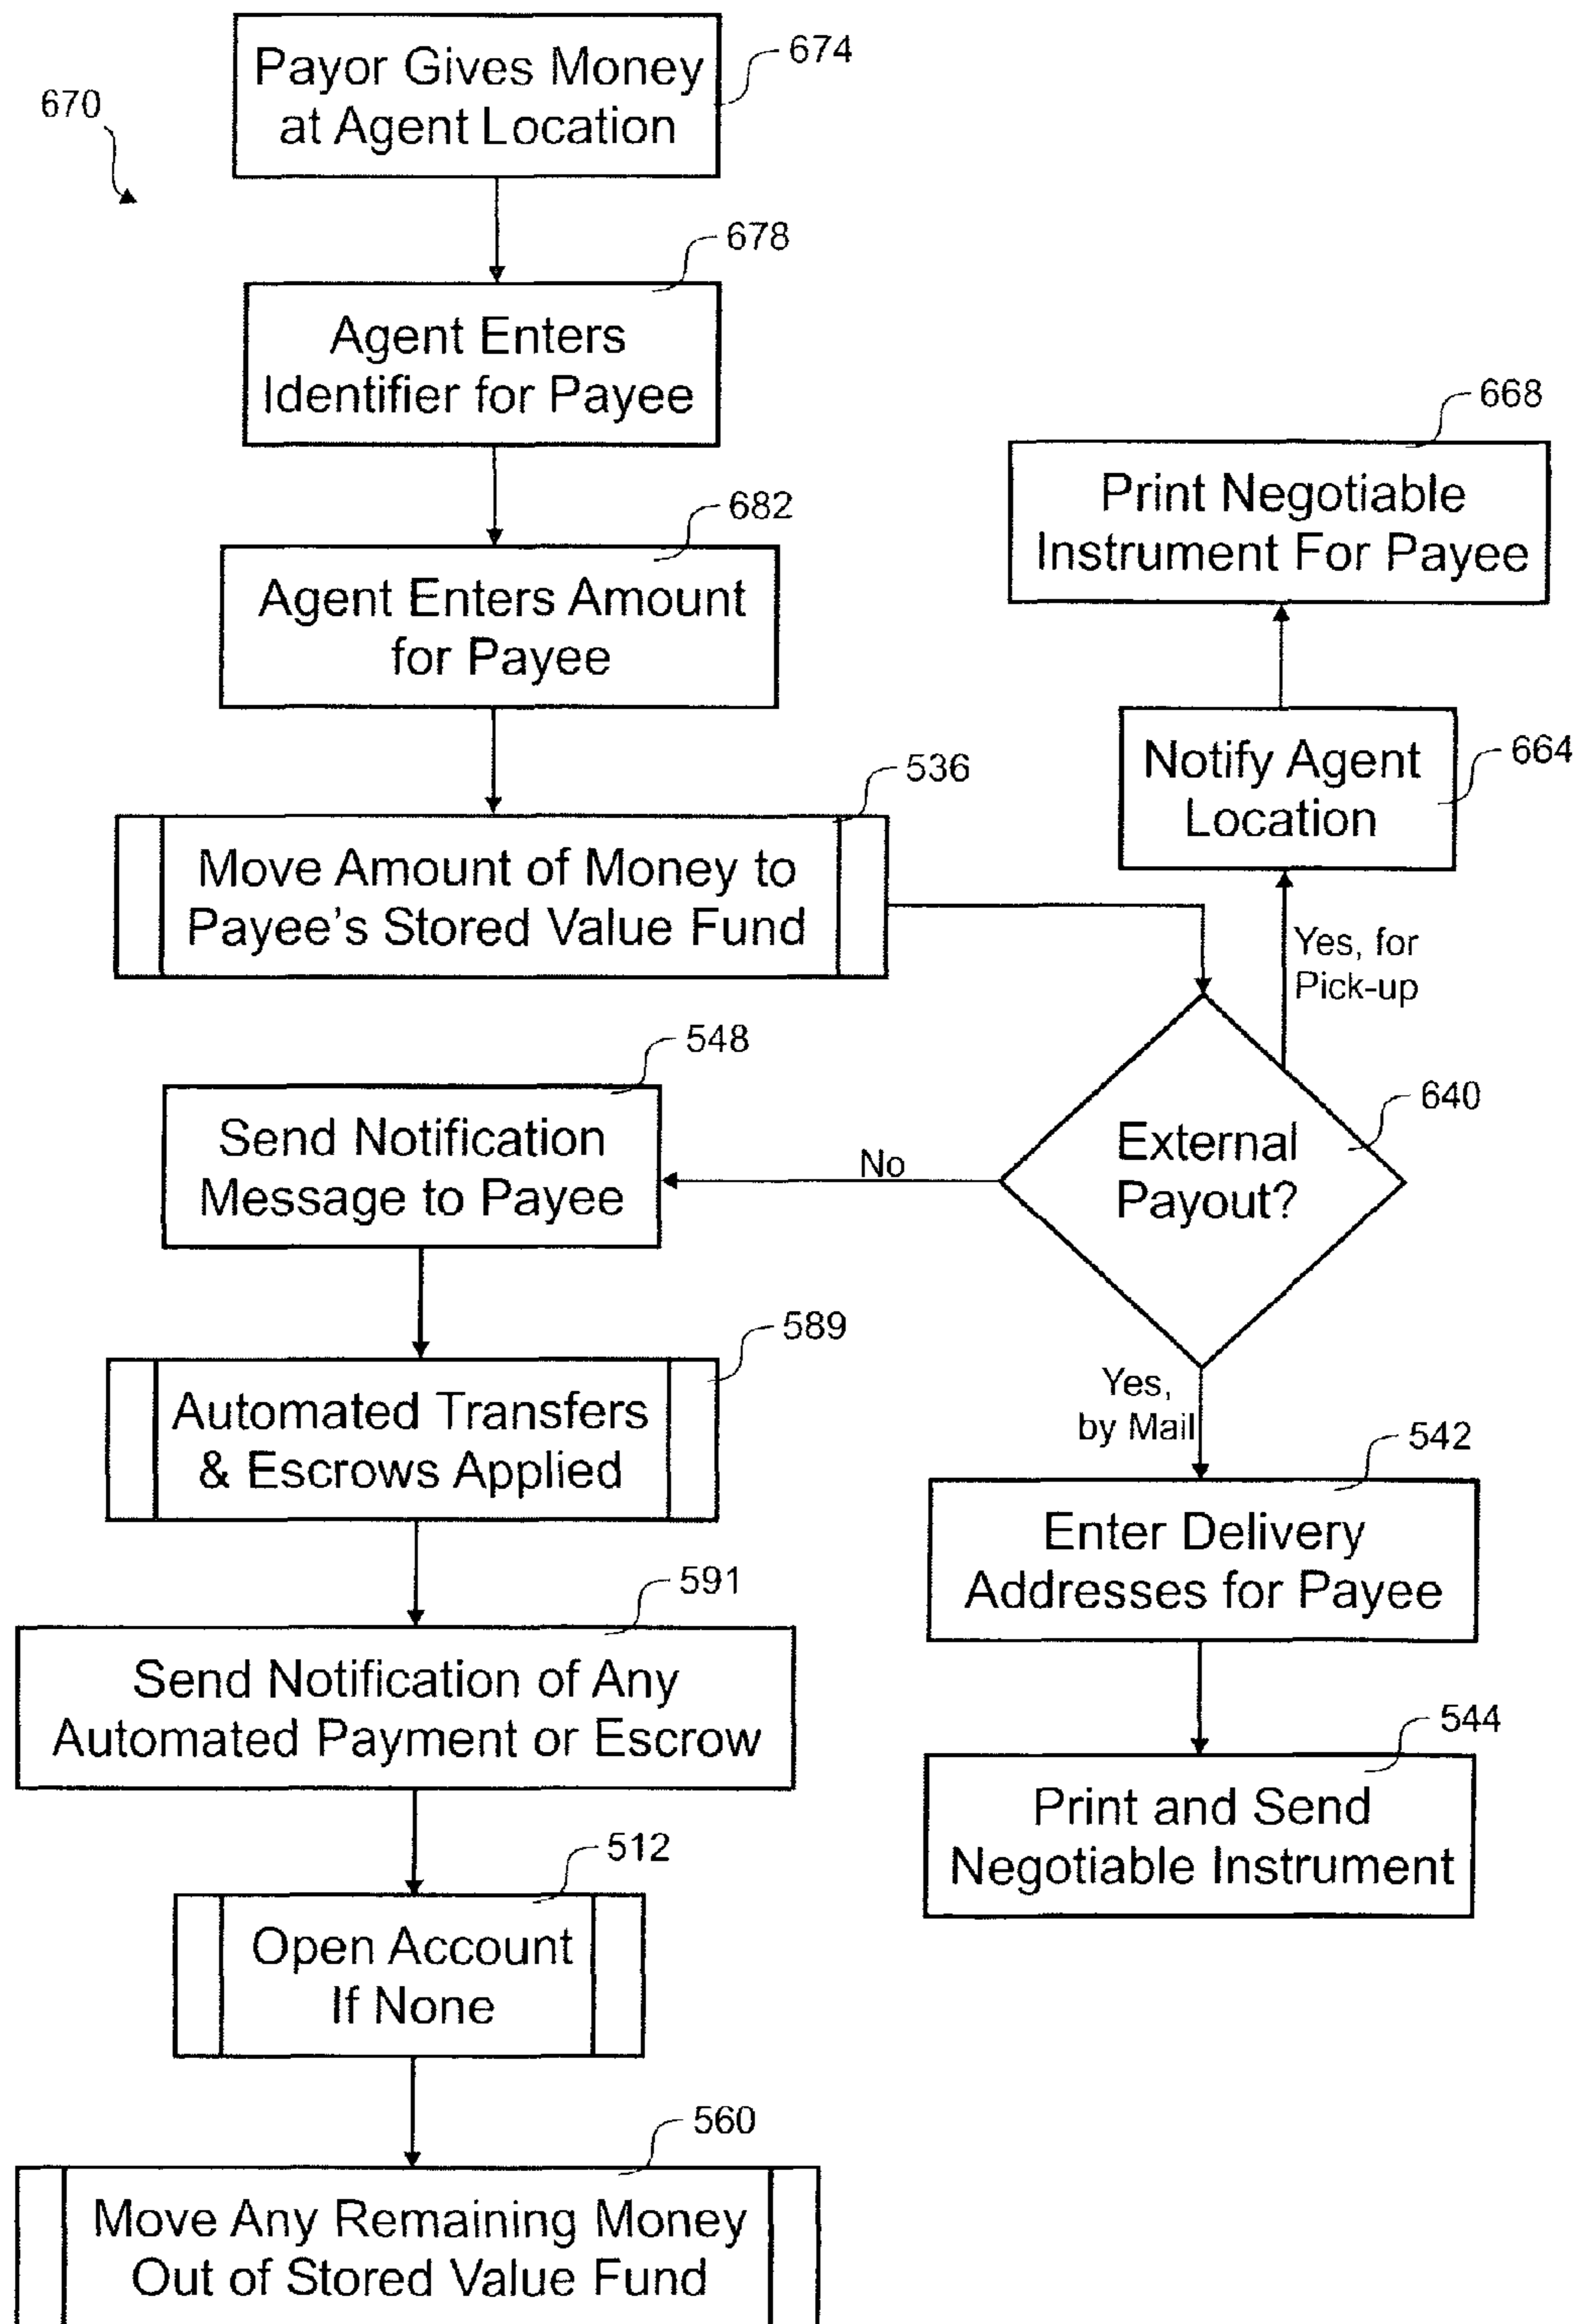 670
Payor Gives Money
at Agent Location
674
Agent Enters
Identifier for Payee
678
Agent Enters Amount
for Payee
682
Move Amount of Money to
Payee's Stored Value Fund
536
External
Payout?
640
Yes, for
Pick-up
Notify Agent
Location
664
Print Negotiable
Instrument For Payee
668
No
Send Notification
Message to Payee
548
Automated Transfers
& Escrows Applied
589
Send Notification of Any
Automated Payment or Escrow
591
Open Account
If None
512
Move Any Remaining Money
Out of Stored Value Fund
560
Yes,
by Mail
Enter Delivery
Addresses for Payee
542
Print and Send
Negotiable Instrument
544